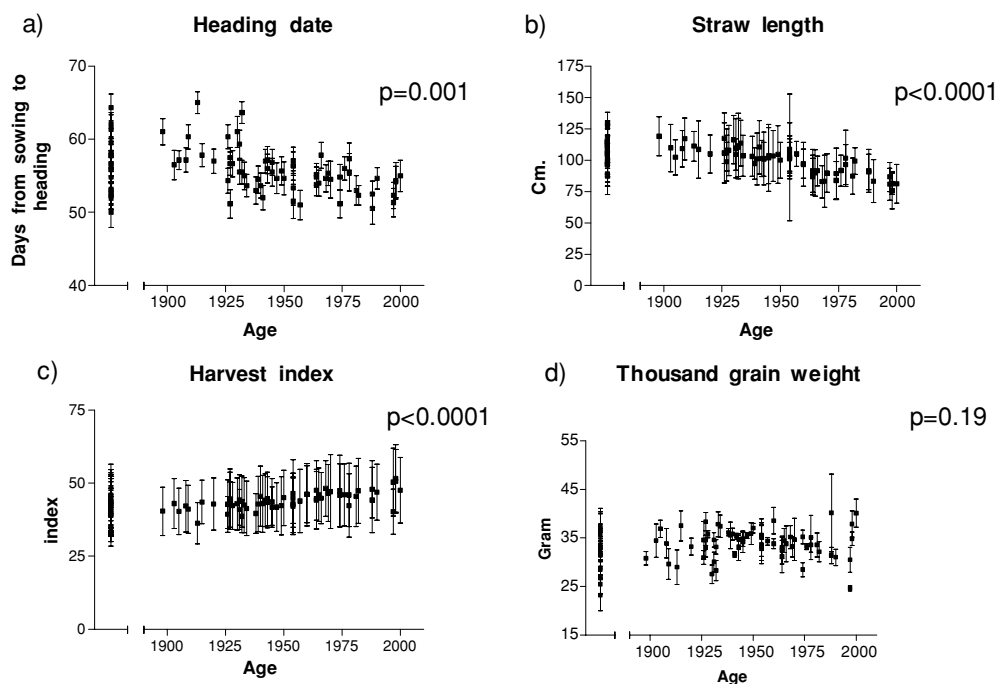 a) Heading date
p=0.001
Days from sowing to
heading
70
60
50
40
1900 1925 1950 1975 2000
Age
b) Straw length
p<0.0001
Cm.
175
150
125
100
75
50
25
0
1900 1925 1950 1975 2000
Age
c) Harvest index
p<0.0001
index
75
50
25
0
1900 1925 1950 1975 2000
Age
d) Thousand grain weight
p=0.19
Gram
55
45
35
25
15
1900 1925 1950 1975 2000
Age